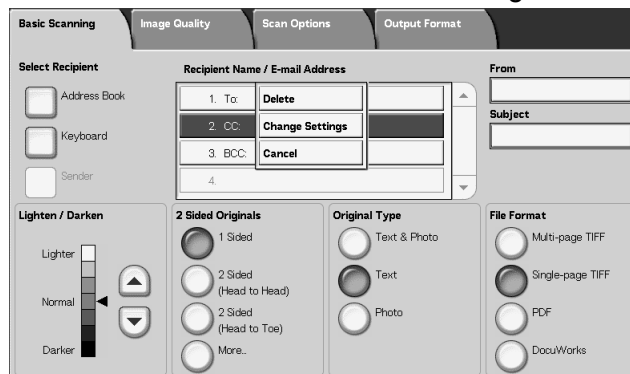 Basic Scanning
Image Quality
Scan Options
Output Format
Select Recipient
Address Book
Keyboard
Sender
Recipient Name / E-mail Address
1. To:
2. CC:
3. BCC:
4.
Delete
Change Settings
Cancel
From
Subject
Lighten / Darken
Lighter
Normal
Darker
2 Sided Originals
1 Sided
2 Sided
(Head to Head)
2 Sided
(Head to Toe)
More..
Original Type
Text & Photo
Text
Photo
File Format
Multi-page TIFF
Single-page TIFF
PDF
DocuWorks